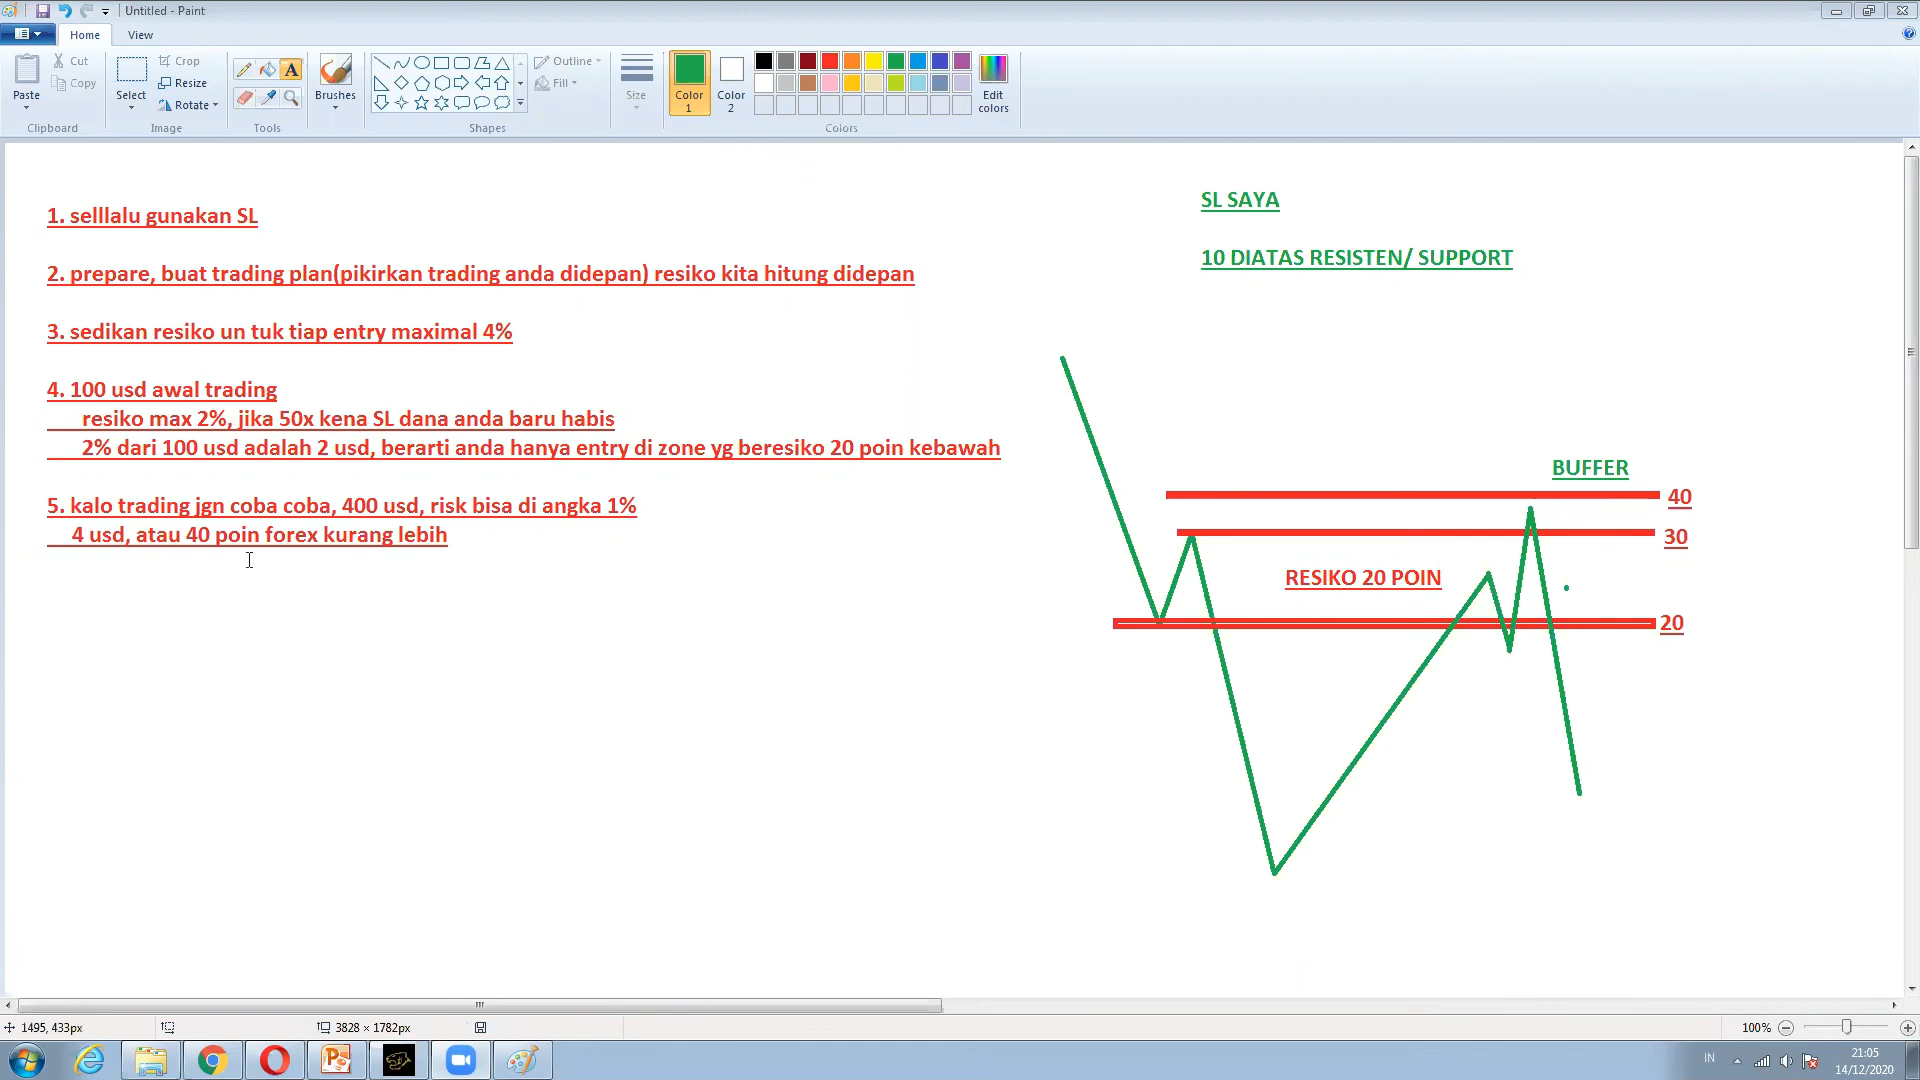 Untitled - Paint
Home
View
Paste
Cut
Copy
Clipboard
Select
Crop
Resize
Rotate
Image
A
Tools
Brushes
Shapes
Outline
Fill
Size
Color 1
Color 2
Edit colors
Colors
1. selllalu gunakan SL
2. prepare, buat trading plan(pikirkan trading anda didepan) resiko kita hitung didepan
3. sedikan resiko un tuk tiap entry maximal 4%
4. 100 usd awal trading
resiko max 2%, jika 50x kena SL dana anda baru habis
2% dari 100 usd adalah 2 usd, berarti anda hanya entry di zone yg beresiko 20 poin kebawah
5. kalo trading jgn coba coba, 400 usd, risk bisa di angka 1%
4 usd, atau 40 poin forex kurang lebih
SL SAYA
10 DIATAS RESISTEN/ SUPPORT
BUFFER
40
30
RESIKO 20 POIN
20
1495, 433px
3828 × 1782px
100%
IN
21:05
14/12/2020